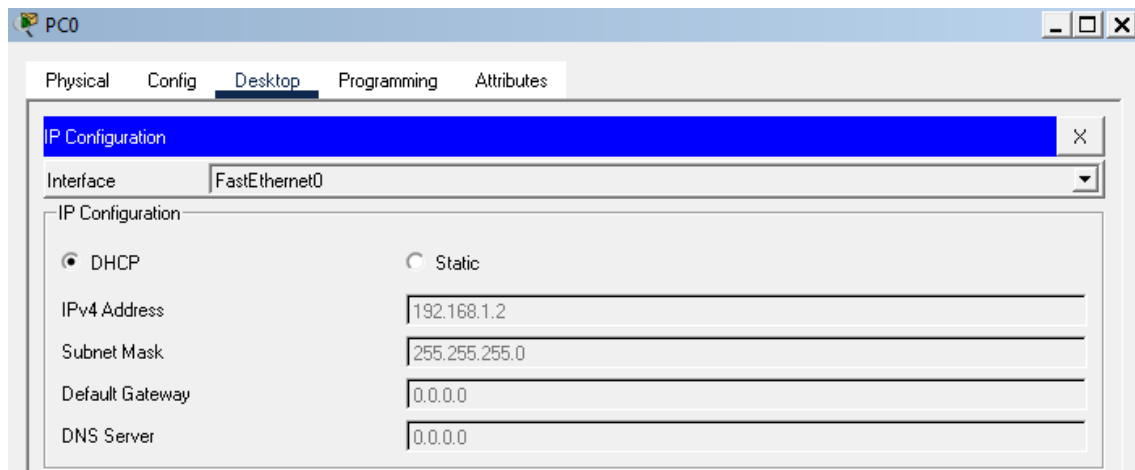 PC0
Physical Config Desktop Programming Attributes
IP Configuration X
Interface FastEthernet0
IP Configuration
DHCP Static
IPv4 Address 192.168.1.2
Subnet Mask 255.255.255.0
Default Gateway 0.0.0.0
DNS Server 0.0.0.0